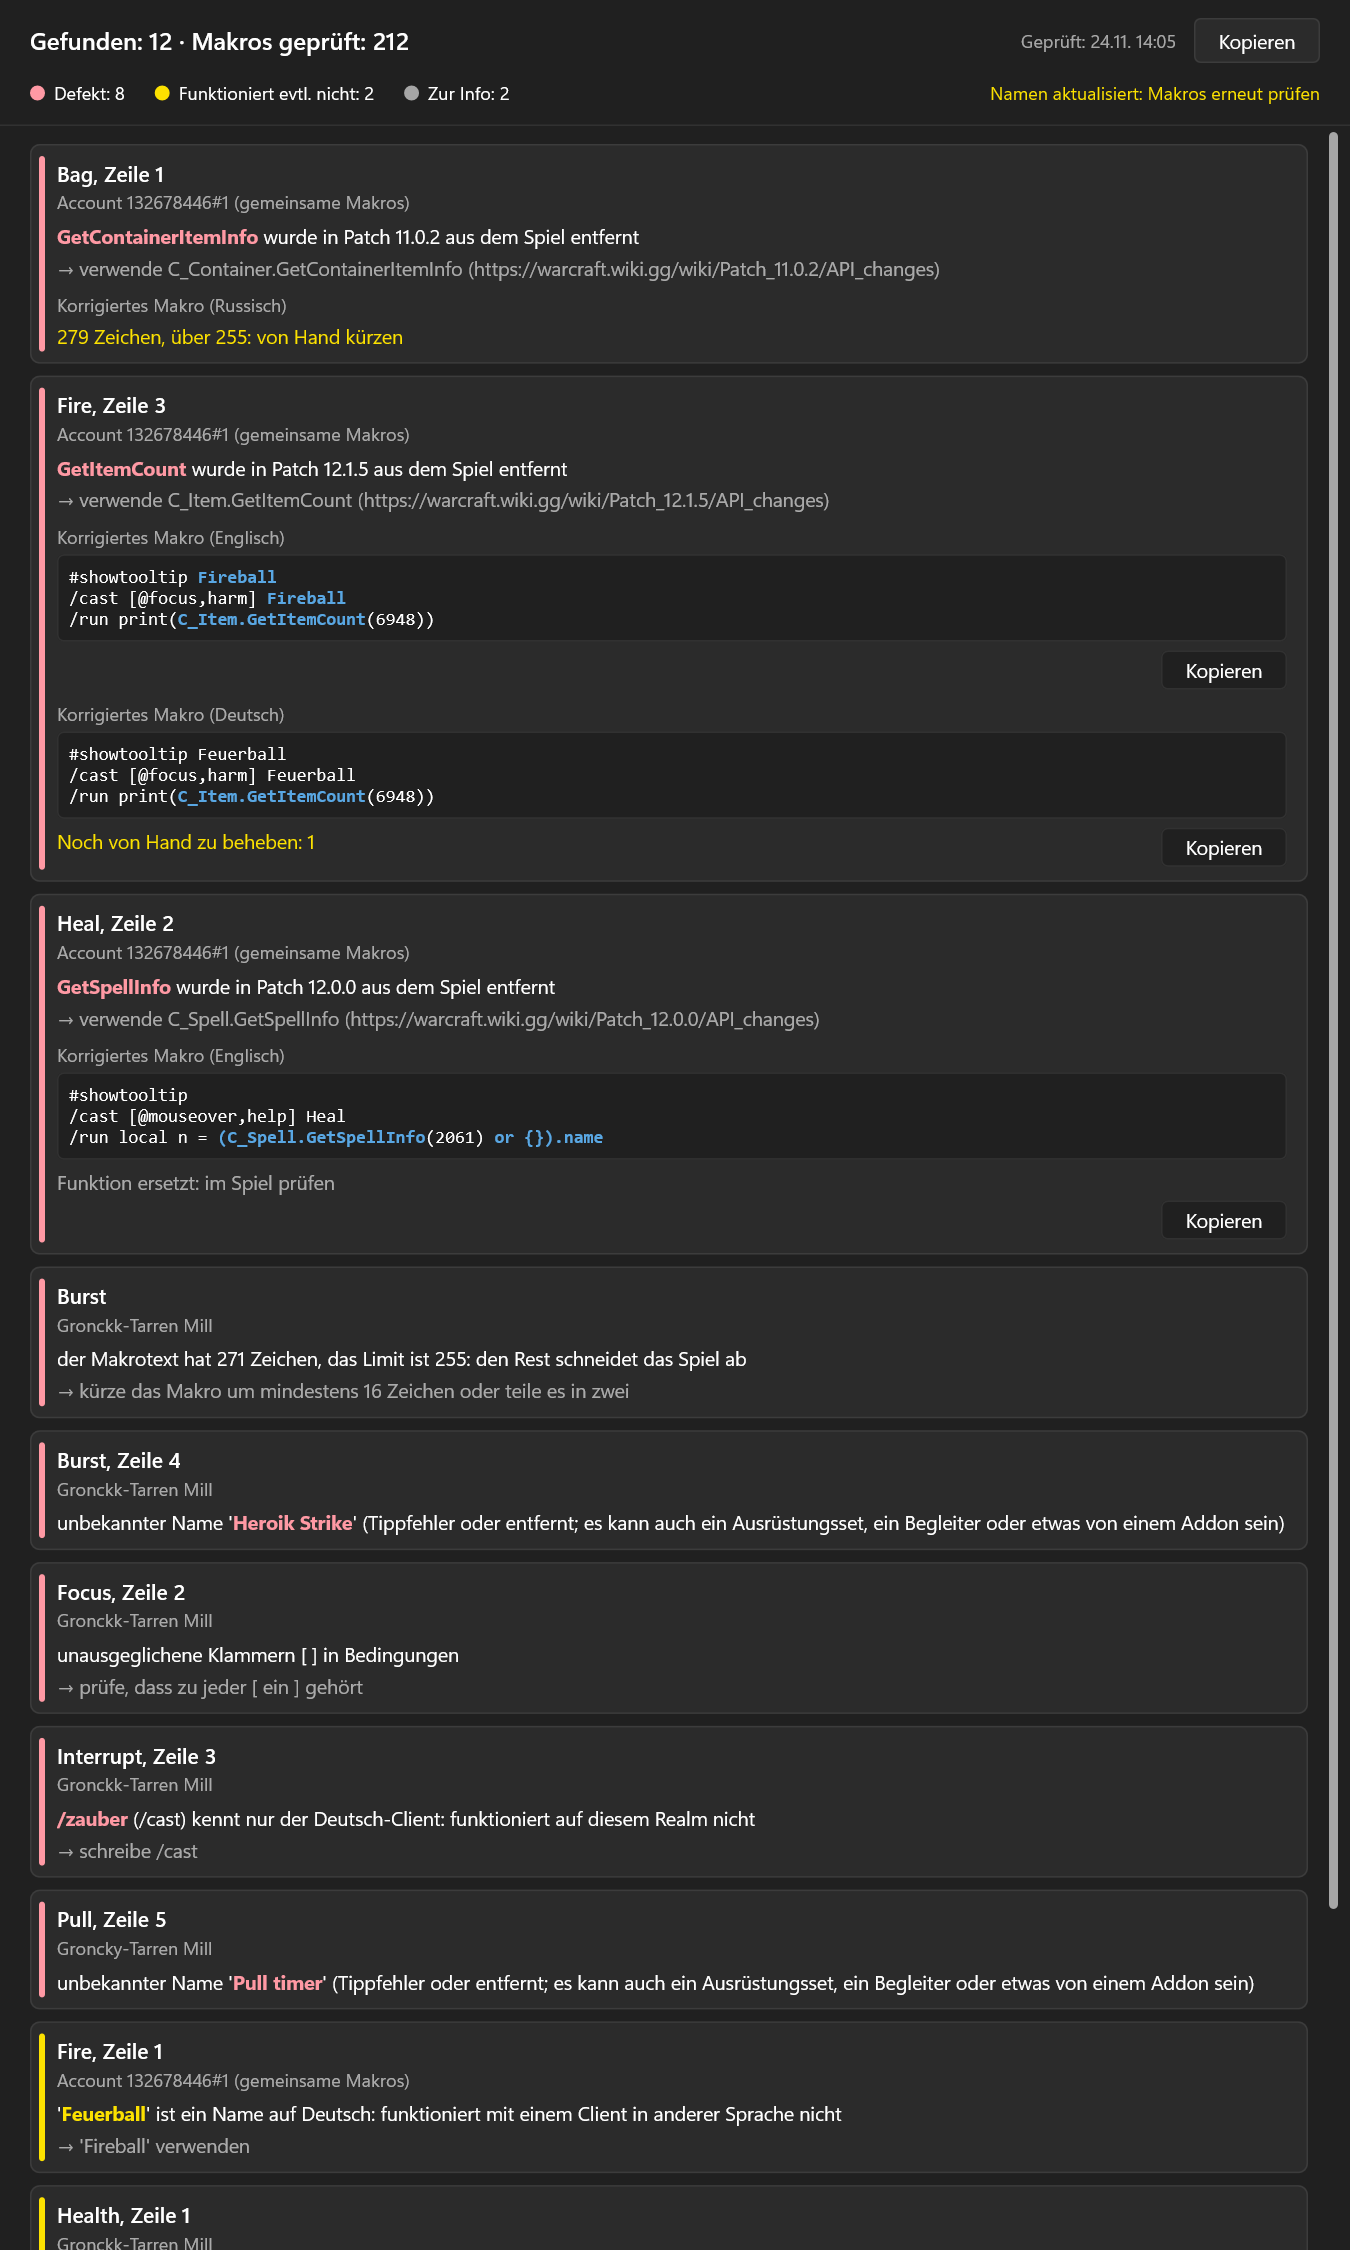 Gefunden: 12 · Makros geprüft: 212
Geprüft: 24.11. 14:05
Kopieren
Defekt: 8
Funktioniert evtl. nicht: 2
Zur Info: 2
Namen aktualisiert: Makros erneut prüfen
Bag, Zeile 1
Account 132678446#1 (gemeinsame Makros)
GetContainerItemInfo wurde in Patch 11.0.2 aus dem Spiel entfernt
→ verwende C_Container.GetContainerItemInfo (https://warcraft.wiki.gg/wiki/Patch_11.0.2/API_changes)
Korrigiertes Makro (Russisch)
279 Zeichen, über 255: von Hand kürzen
Fire, Zeile 3
Account 132678446#1 (gemeinsame Makros)
GetItemCount wurde in Patch 12.1.5 aus dem Spiel entfernt
→ verwende C_Item.GetItemCount (https://warcraft.wiki.gg/wiki/Patch_12.1.5/API_changes)
Korrigiertes Makro (Englisch)
#showtooltip Fireball
/cast [@focus,harm] Fireball
/run print(C_Item.GetItemCount(6948))
Kopieren
Korrigiertes Makro (Deutsch)
#showtooltip Feuerball
/cast [@focus,harm] Feuerball
/run print(C_Item.GetItemCount(6948))
Noch von Hand zu beheben: 1
Kopieren
Heal, Zeile 2
Account 132678446#1 (gemeinsame Makros)
GetSpellInfo wurde in Patch 12.0.0 aus dem Spiel entfernt
→ verwende C_Spell.GetSpellInfo (https://warcraft.wiki.gg/wiki/Patch_12.0.0/API_changes)
Korrigiertes Makro (Englisch)
#showtooltip
/cast [@mouseover,help] Heal
/run local n = (C_Spell.GetSpellInfo(2061) or {}).name
Funktion ersetzt: im Spiel prüfen
Kopieren
Burst
Gronckk-Tarren Mill
der Makrotext hat 271 Zeichen, das Limit ist 255: den Rest schneidet das Spiel ab
→ kürze das Makro um mindestens 16 Zeichen oder teile es in zwei
Burst, Zeile 4
Gronckk-Tarren Mill
unbekannter Name 'Heroik Strike' (Tippfehler oder entfernt; es kann auch ein Ausrüstungsset, ein Begleiter oder etwas von einem Addon sein)
Focus, Zeile 2
Gronckk-Tarren Mill
unausgeglichene Klammern [ ] in Bedingungen
→ prüfe, dass zu jeder [ ein ] gehört
Interrupt, Zeile 3
Gronckk-Tarren Mill
/zauber (/cast) kennt nur der Deutsch-Client: funktioniert auf diesem Realm nicht
→ schreibe /cast
Pull, Zeile 5
Groncky-Tarren Mill
unbekannter Name 'Pull timer' (Tippfehler oder entfernt; es kann auch ein Ausrüstungsset, ein Begleiter oder etwas von einem Addon sein)
Fire, Zeile 1
Account 132678446#1 (gemeinsame Makros)
'Feuerball' ist ein Name auf Deutsch: funktioniert mit einem Client in anderer Sprache nicht
→ 'Fireball' verwenden
Health, Zeile 1
Gronckk-Tarren Mill